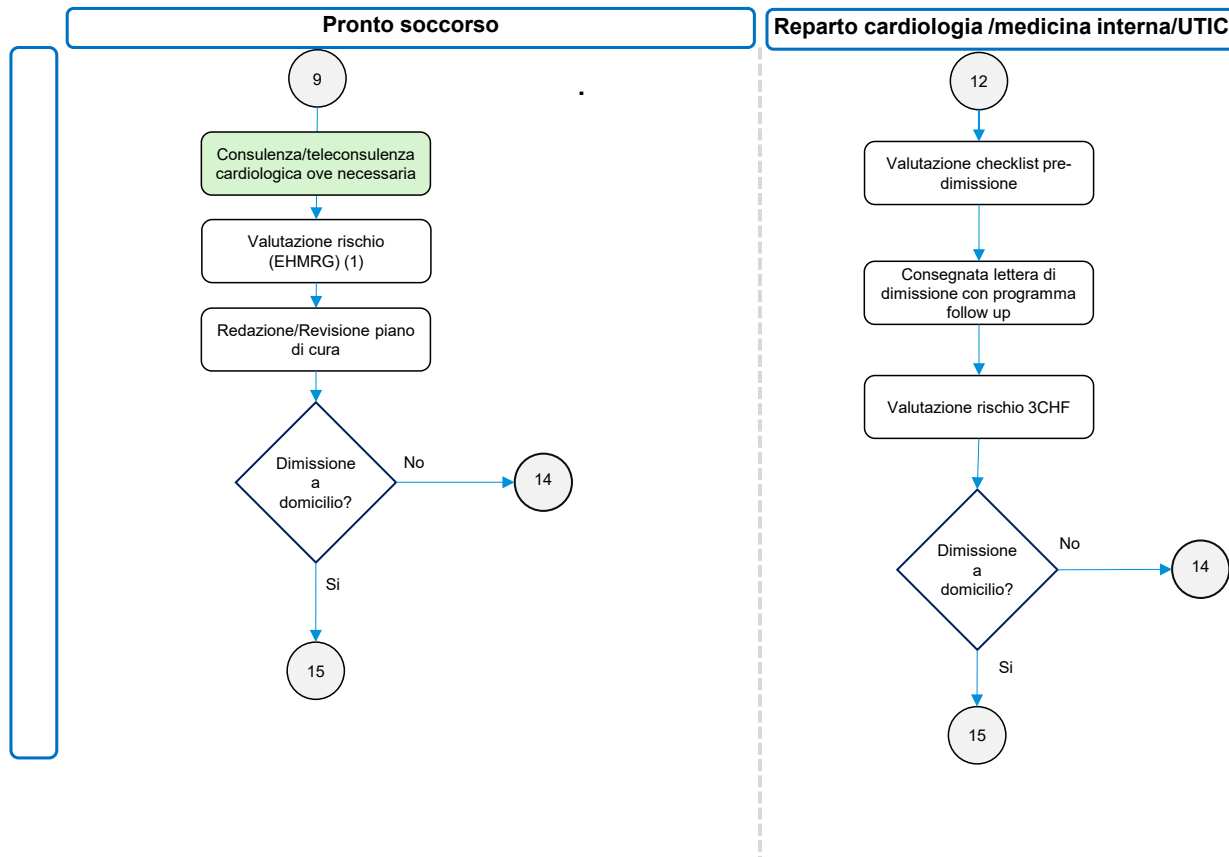 Pronto soccorso
9
.
Consulenza/teleconsulenza
cardiologica ove necessaria
Valutazione rischio
(EHMRG) (1)
Redazione/Revisione piano
di cura
Dimissione
a
domicilio?
No
14
Si
15
Reparto cardiologia /medicina interna/UTIC
12
Valutazione checklist pre-
dimissione
Consegnata lettera di
dimissione con programma
follow up
Valutazione rischio 3CHF
Dimissione
a
domicilio?
No
14
Si
15